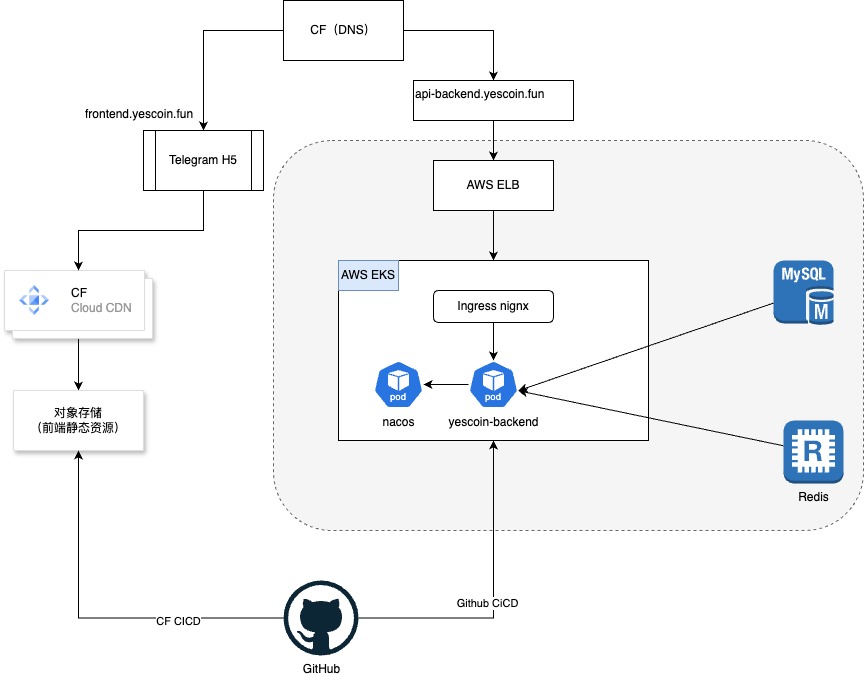 CF（DNS）
api-backend.yescoin.fun
frontend.yescoin.fun
Telegram H5
AWS ELB
AWS EKS
MySQL
M
CF
Cloud CDN
Ingress nignx
pod
pod
nacos
yescoin-backend
对象存储
（前端静态资源）
R
Redis
Github CiCD
CF CICD
GitHub